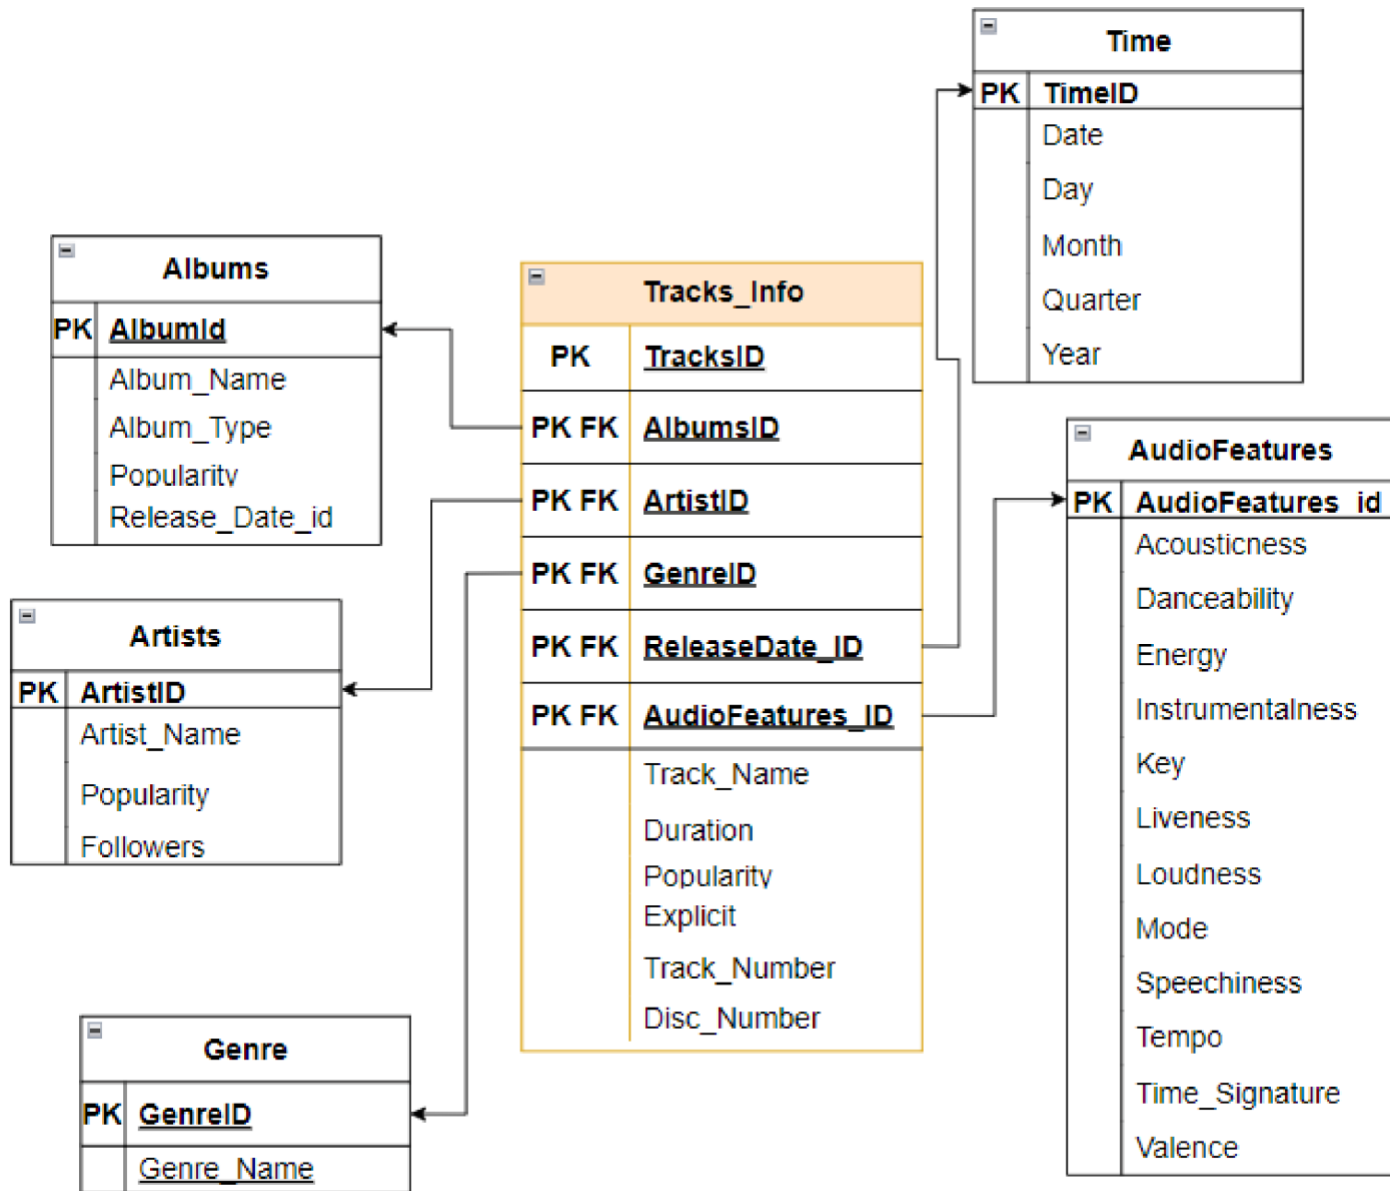 Time
PK TimeID
Date
Day
Month
Quarter
Year
Albums
PK AlbumId
Album_Name
Album_Type
Popularity
Release_Date_id
Tracks_Info
PK TracksID
PK FK AlbumsID
PK FK ArtistID
PK FK GenreID
PK FK ReleaseDate_ID
PK FK AudioFeatures_ID
Track_Name
Duration
Popularity
Explicit
Track_Number
Disc_Number
AudioFeatures
PK AudioFeatures_id
Acousticness
Danceability
Energy
Instrumentalness
Key
Liveness
Loudness
Mode
Speechiness
Tempo
Time_Signature
Valence
Artists
PK ArtistID
Artist_Name
Popularity
Followers
Genre
PK GenreID
Genre_Name